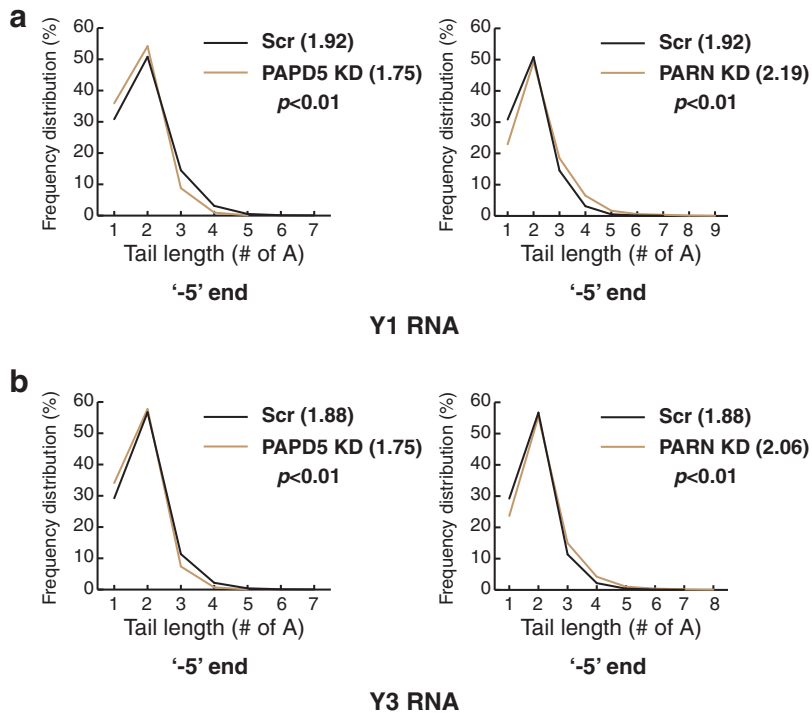 a
Frequency distribution (%)
60
50
40
30
20
10
0
Scr (1.92)
PAPD5 KD (1.75)
p<0.01
1 2 3 4 5 6 7
Tail length (# of A)
‘-5’ end
Frequency distribution (%)
60
50
40
30
20
10
0
Scr (1.92)
PARN KD (2.19)
p<0.01
1 2 3 4 5 6 7 8 9
Tail length (# of A)
‘-5’ end
Y1 RNA
b
Frequency distribution (%)
60
50
40
30
20
10
0
Scr (1.88)
PAPD5 KD (1.75)
p<0.01
1 2 3 4 5 6 7
Tail length (# of A)
‘-5’ end
Frequency distribution (%)
60
50
40
30
20
10
0
Scr (1.88)
PARN KD (2.06)
p<0.01
1 2 3 4 5 6 7 8
Tail length (# of A)
‘-5’ end
Y3 RNA